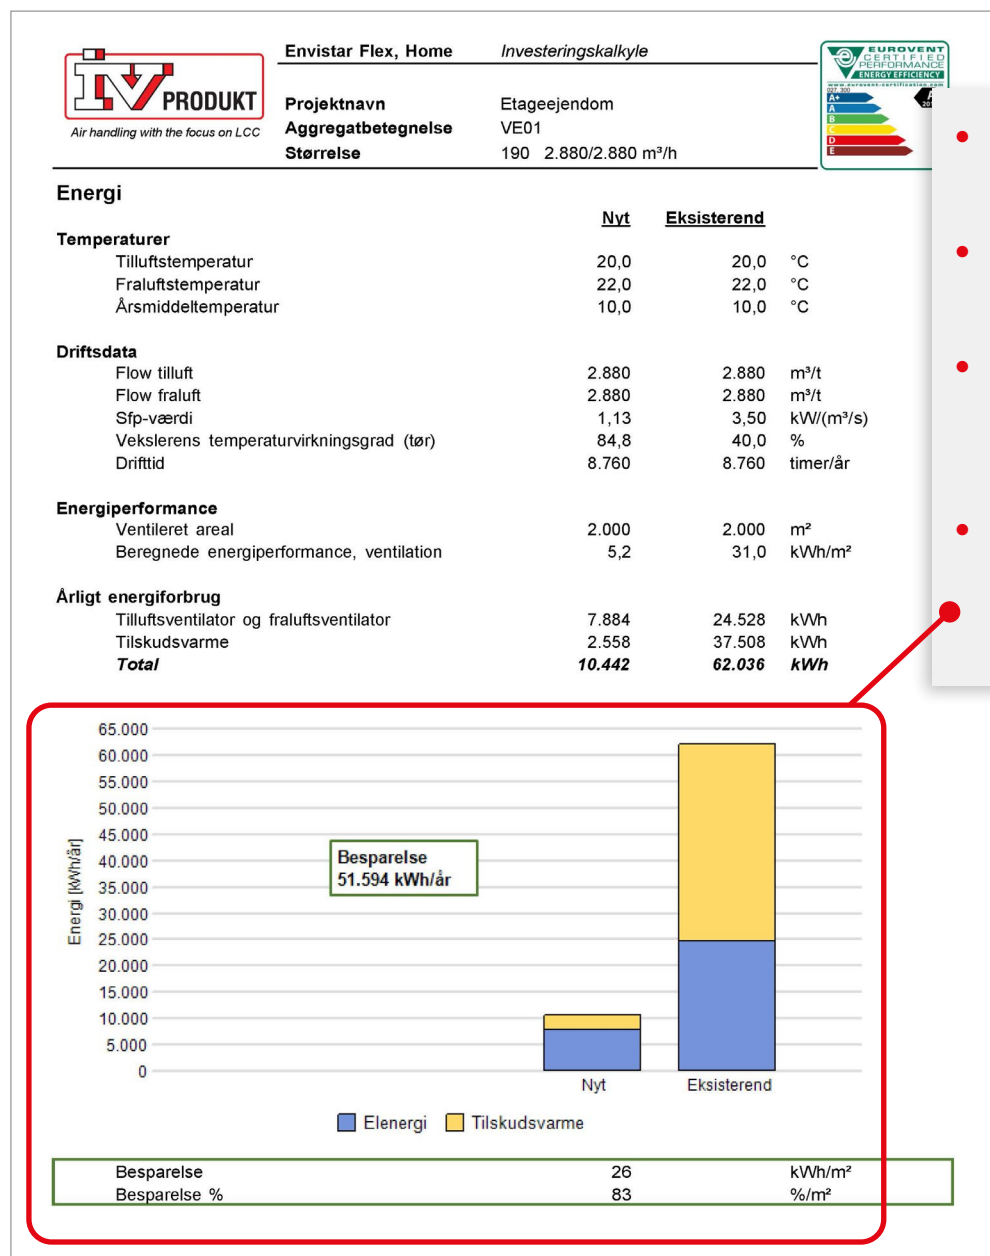 Envistar Flex, Home Investeringskalkyle
IV PRODUKT
Air handling with the focus on LCC
Projektnavn Etageejendom
Aggregatbetegnelse VE01
Størrelse 190 2.880/2.880 m³/h
EUROVENT
CERTIFIED
PERFORMANCE
ENERGY EFFICIENCY
www.eurovent-certification.com
A+
A
B
C
D
E
Energi
Nyt Eksisterend
Temperaturer
Tilluftstemperatur 20,0 20,0 °C
Fraluftstemperatur 22,0 22,0 °C
Årsmiddeltemperatur 10,0 10,0 °C
Driftsdata
Flow tilluft 2.880 2.880 m³/t
Flow fraluft 2.880 2.880 m³/t
Sfp-værdi 1,13 3,50 kW/(m³/s)
Vekslerens temperaturvirkningsgrad (tør) 84,8 40,0 %
Drifttid 8.760 8.760 timer/år
Energiperformance
Ventileret areal 2.000 2.000 m²
Beregnede energiperformance, ventilation 5,2 31,0 kWh/m²
Årligt energiforbrug
Tilluftsventilator og fraluftsventilator 7.884 24.528 kWh
Tilskudsvarme 2.558 37.508 kWh
Total 10.442 62.036 kWh
65.000
60.000
55.000
50.000
45.000
40.000
35.000
30.000
25.000
20.000
15.000
10.000
5.000
0
Energi [kWh/år]
Besparelse
51.594 kWh/år
Nyt Eksisterend
Elenergi Tilskudsvarme
Besparelse 26 kWh/m²
Besparelse % 83 %/m²